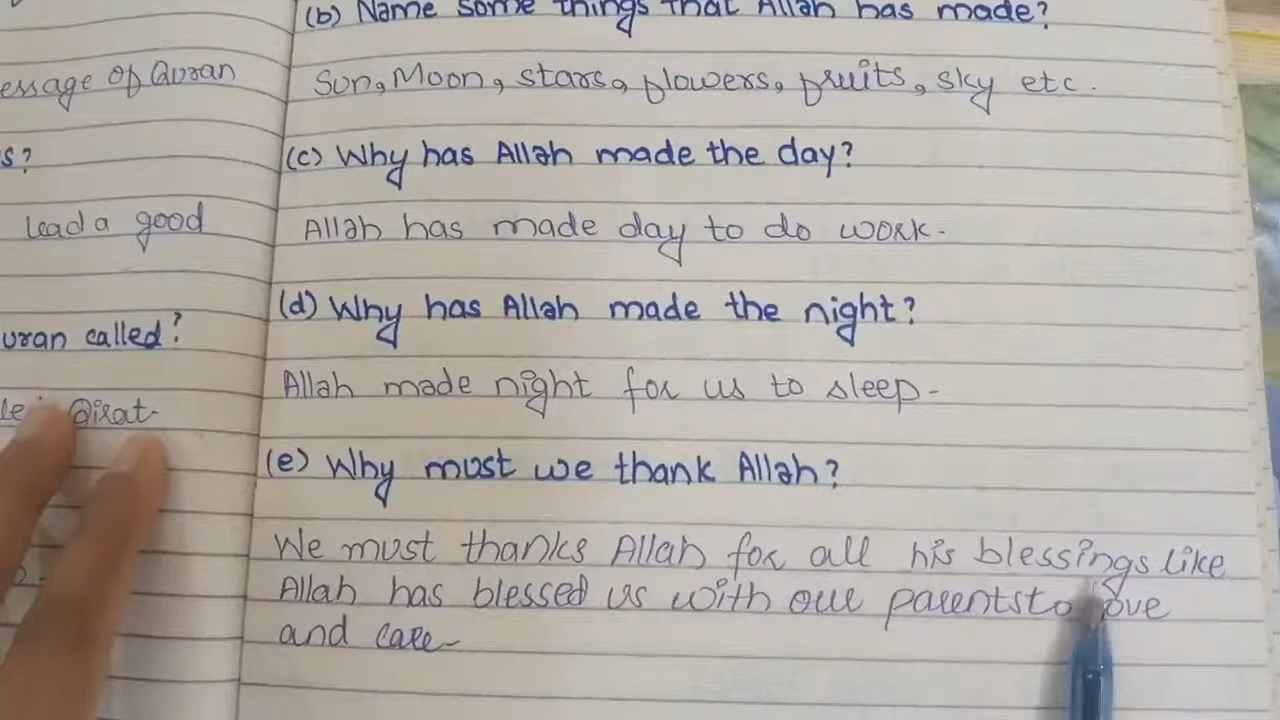 essage of Quran
s?
lead a good
uran called?
Qirat
(b) Name some things that Allah has made?
Sun, Moon, stars, flowers, fruits, sky etc.
(c) Why has Allah made the day?
Allah has made day to do work.
(d) Why has Allah made the night?
Allah made night for us to sleep.
(e) Why must we thank Allah?
We must thanks Allah for all his blessings like
Allah has blessed us with our parents to love
and care